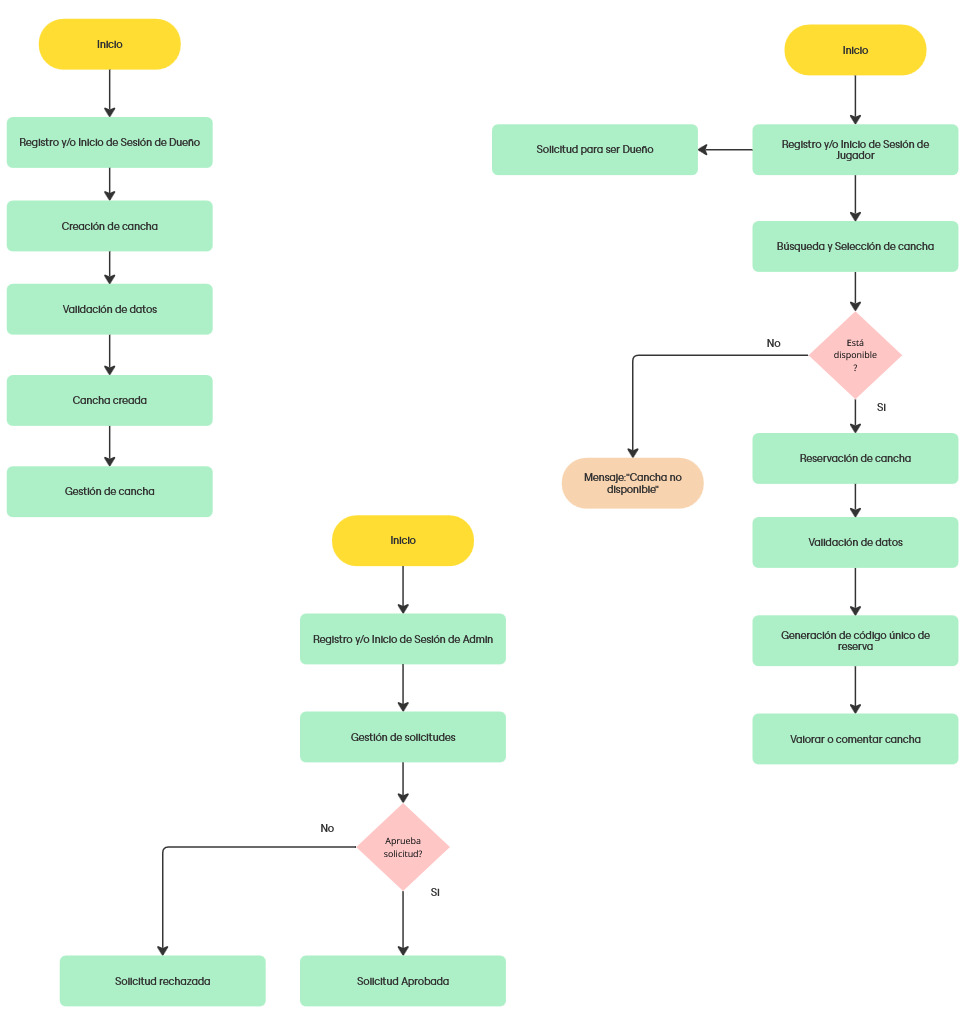 Inicio
Registro y/o Inicio de Sesión de Dueño
Creación de cancha
Validación de datos
Cancha creada
Gestión de cancha
Inicio
Registro y/o Inicio de Sesión de
Jugador
Solicitud para ser Dueño
Búsqueda y Selección de cancha
Está
disponible
?
No
Si
Mensaje:"Cancha no
disponible"
Reservación de cancha
Validación de datos
Generación de código único de
reserva
Valorar o comentar cancha
Inicio
Registro y/o Inicio de Sesión de Admin
Gestión de solicitudes
Aprueba
solicitud?
No
Si
Solicitud rechazada
Solicitud Aprobada